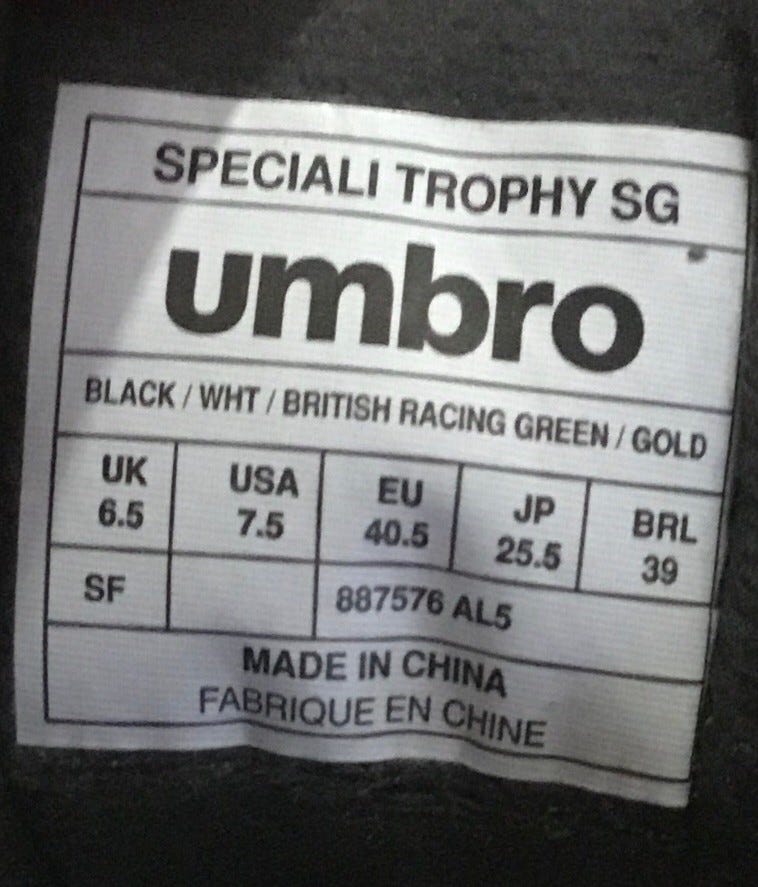 SPECIALI TROPHY SG
umbro
BLACK / WHT / BRITISH RACING GREEN / GOLD
UK USA EU JP BRL
6.5 7.5 40.5 25.5 39
SF 887576 AL5
MADE IN CHINA
FABRIQUE EN CHINE